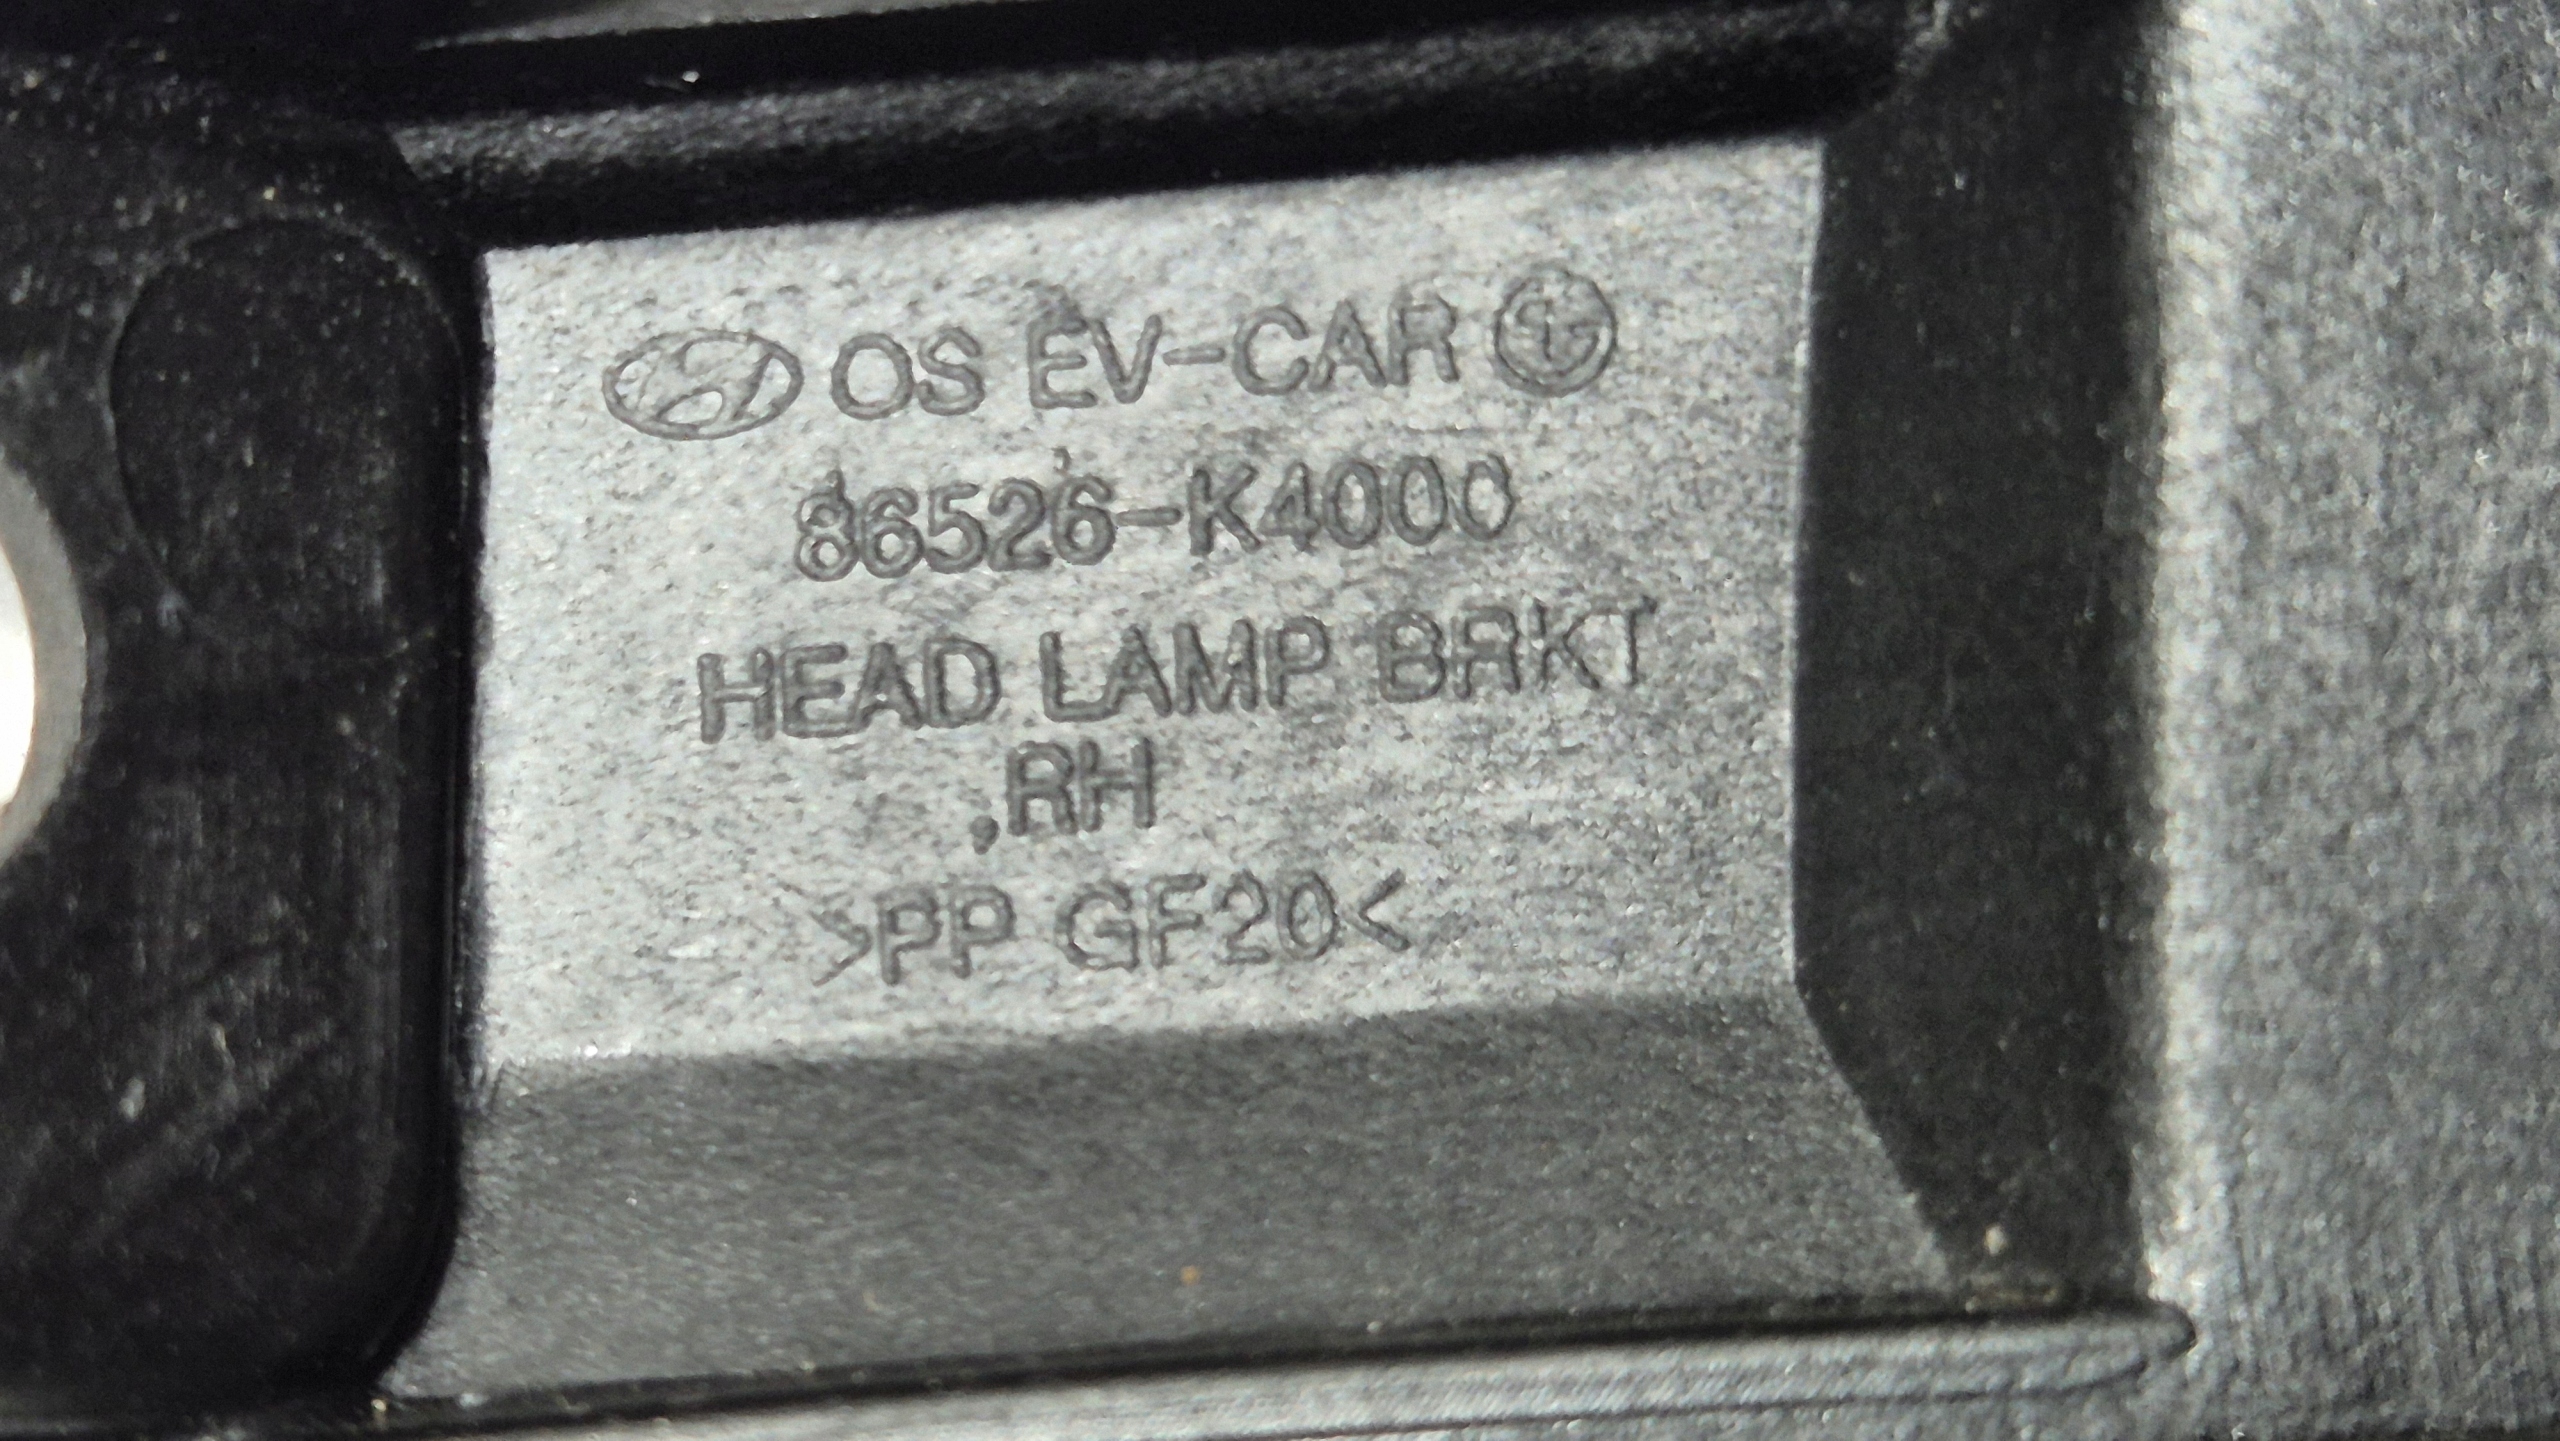 OS EV-CAR
86526-K4000
HEAD LAMP BRKT
,RH
>PP GF20<